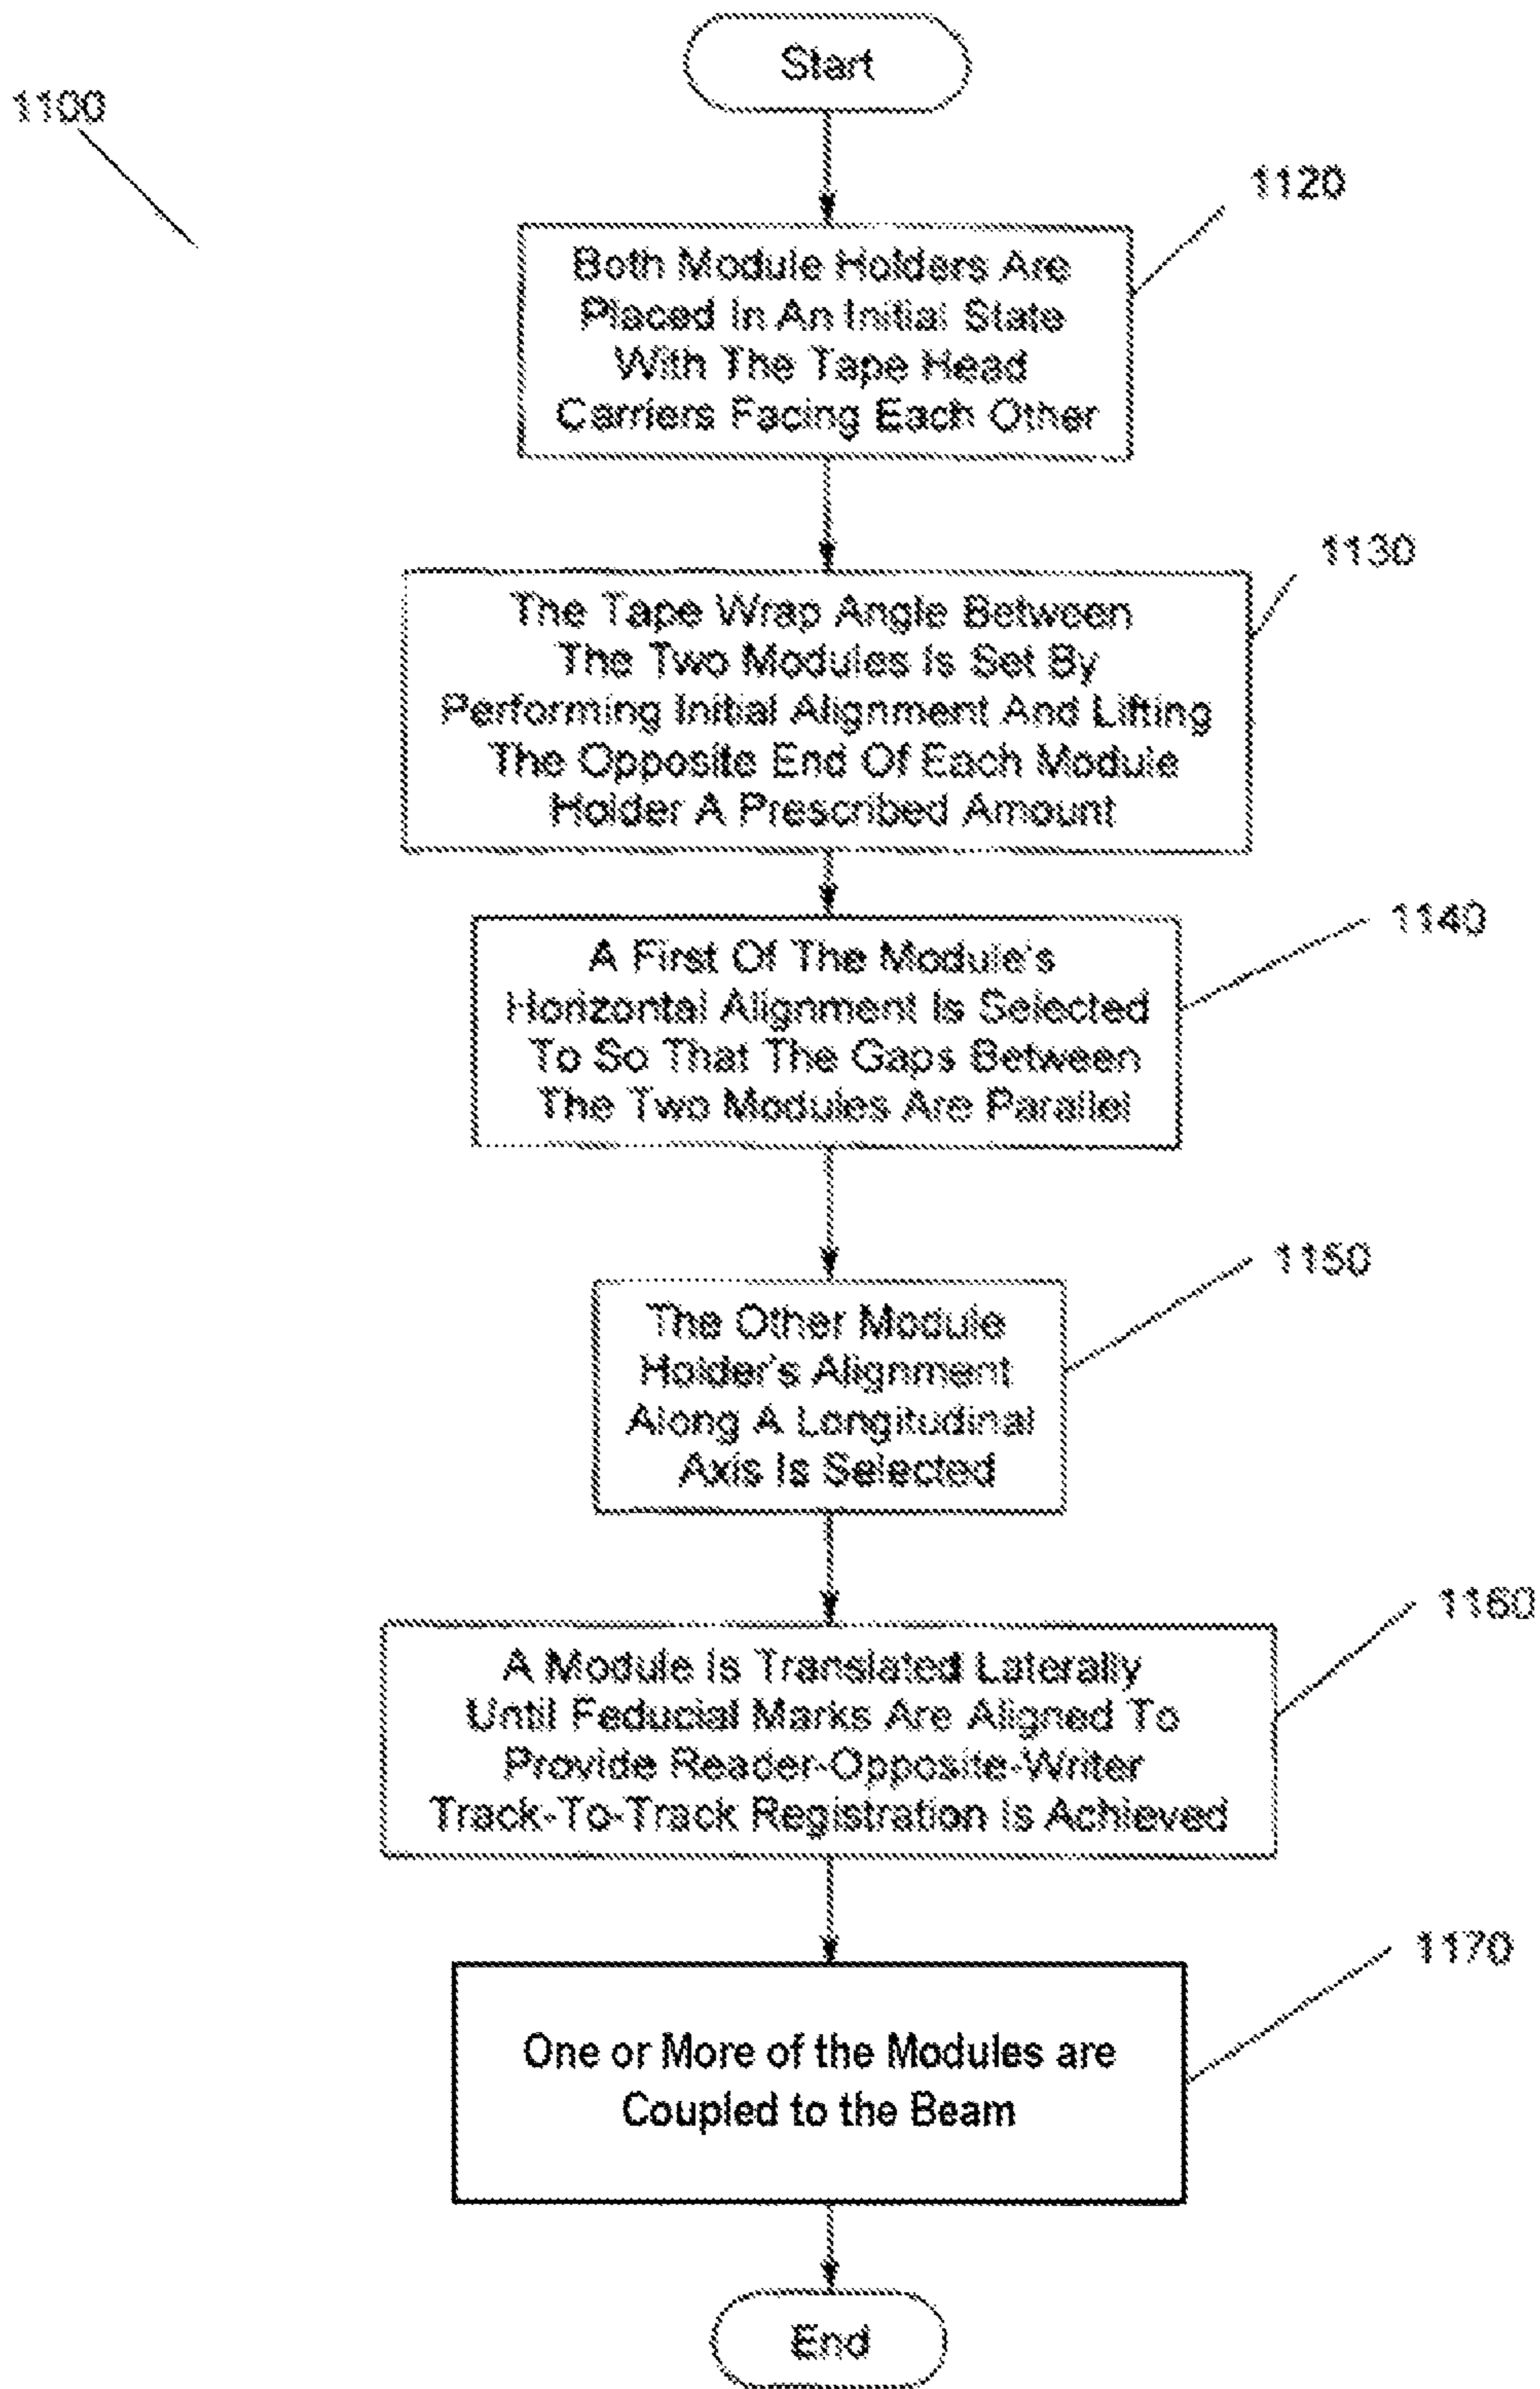 Start
1100
1120
Both Module Holders Are
Placed In An Initial State
With The Tape Head
Carriers Facing Each Other
1130
The Tape Wrap Angle Between
The Two Modules Is Set By
Performing Initial Alignment And Lifting
The Opposite End Of Each Module
Holder A Prescribed Amount
1140
A First Of The Module's
Horizontal Alignment Is Selected
To So That The Gaps Between
The Two Modules Are Parallel
1150
The Other Module
Holder's Alignment
Along A Longitudinal
Axis Is Selected
1160
A Module Is Translated Laterally
Until Feducial Marks Are Aligned To
Provide Reader-Opposite-Writer
Track-To-Track Registration Is Achieved
1170
One or More of the Modules are
Coupled to the Beam
End